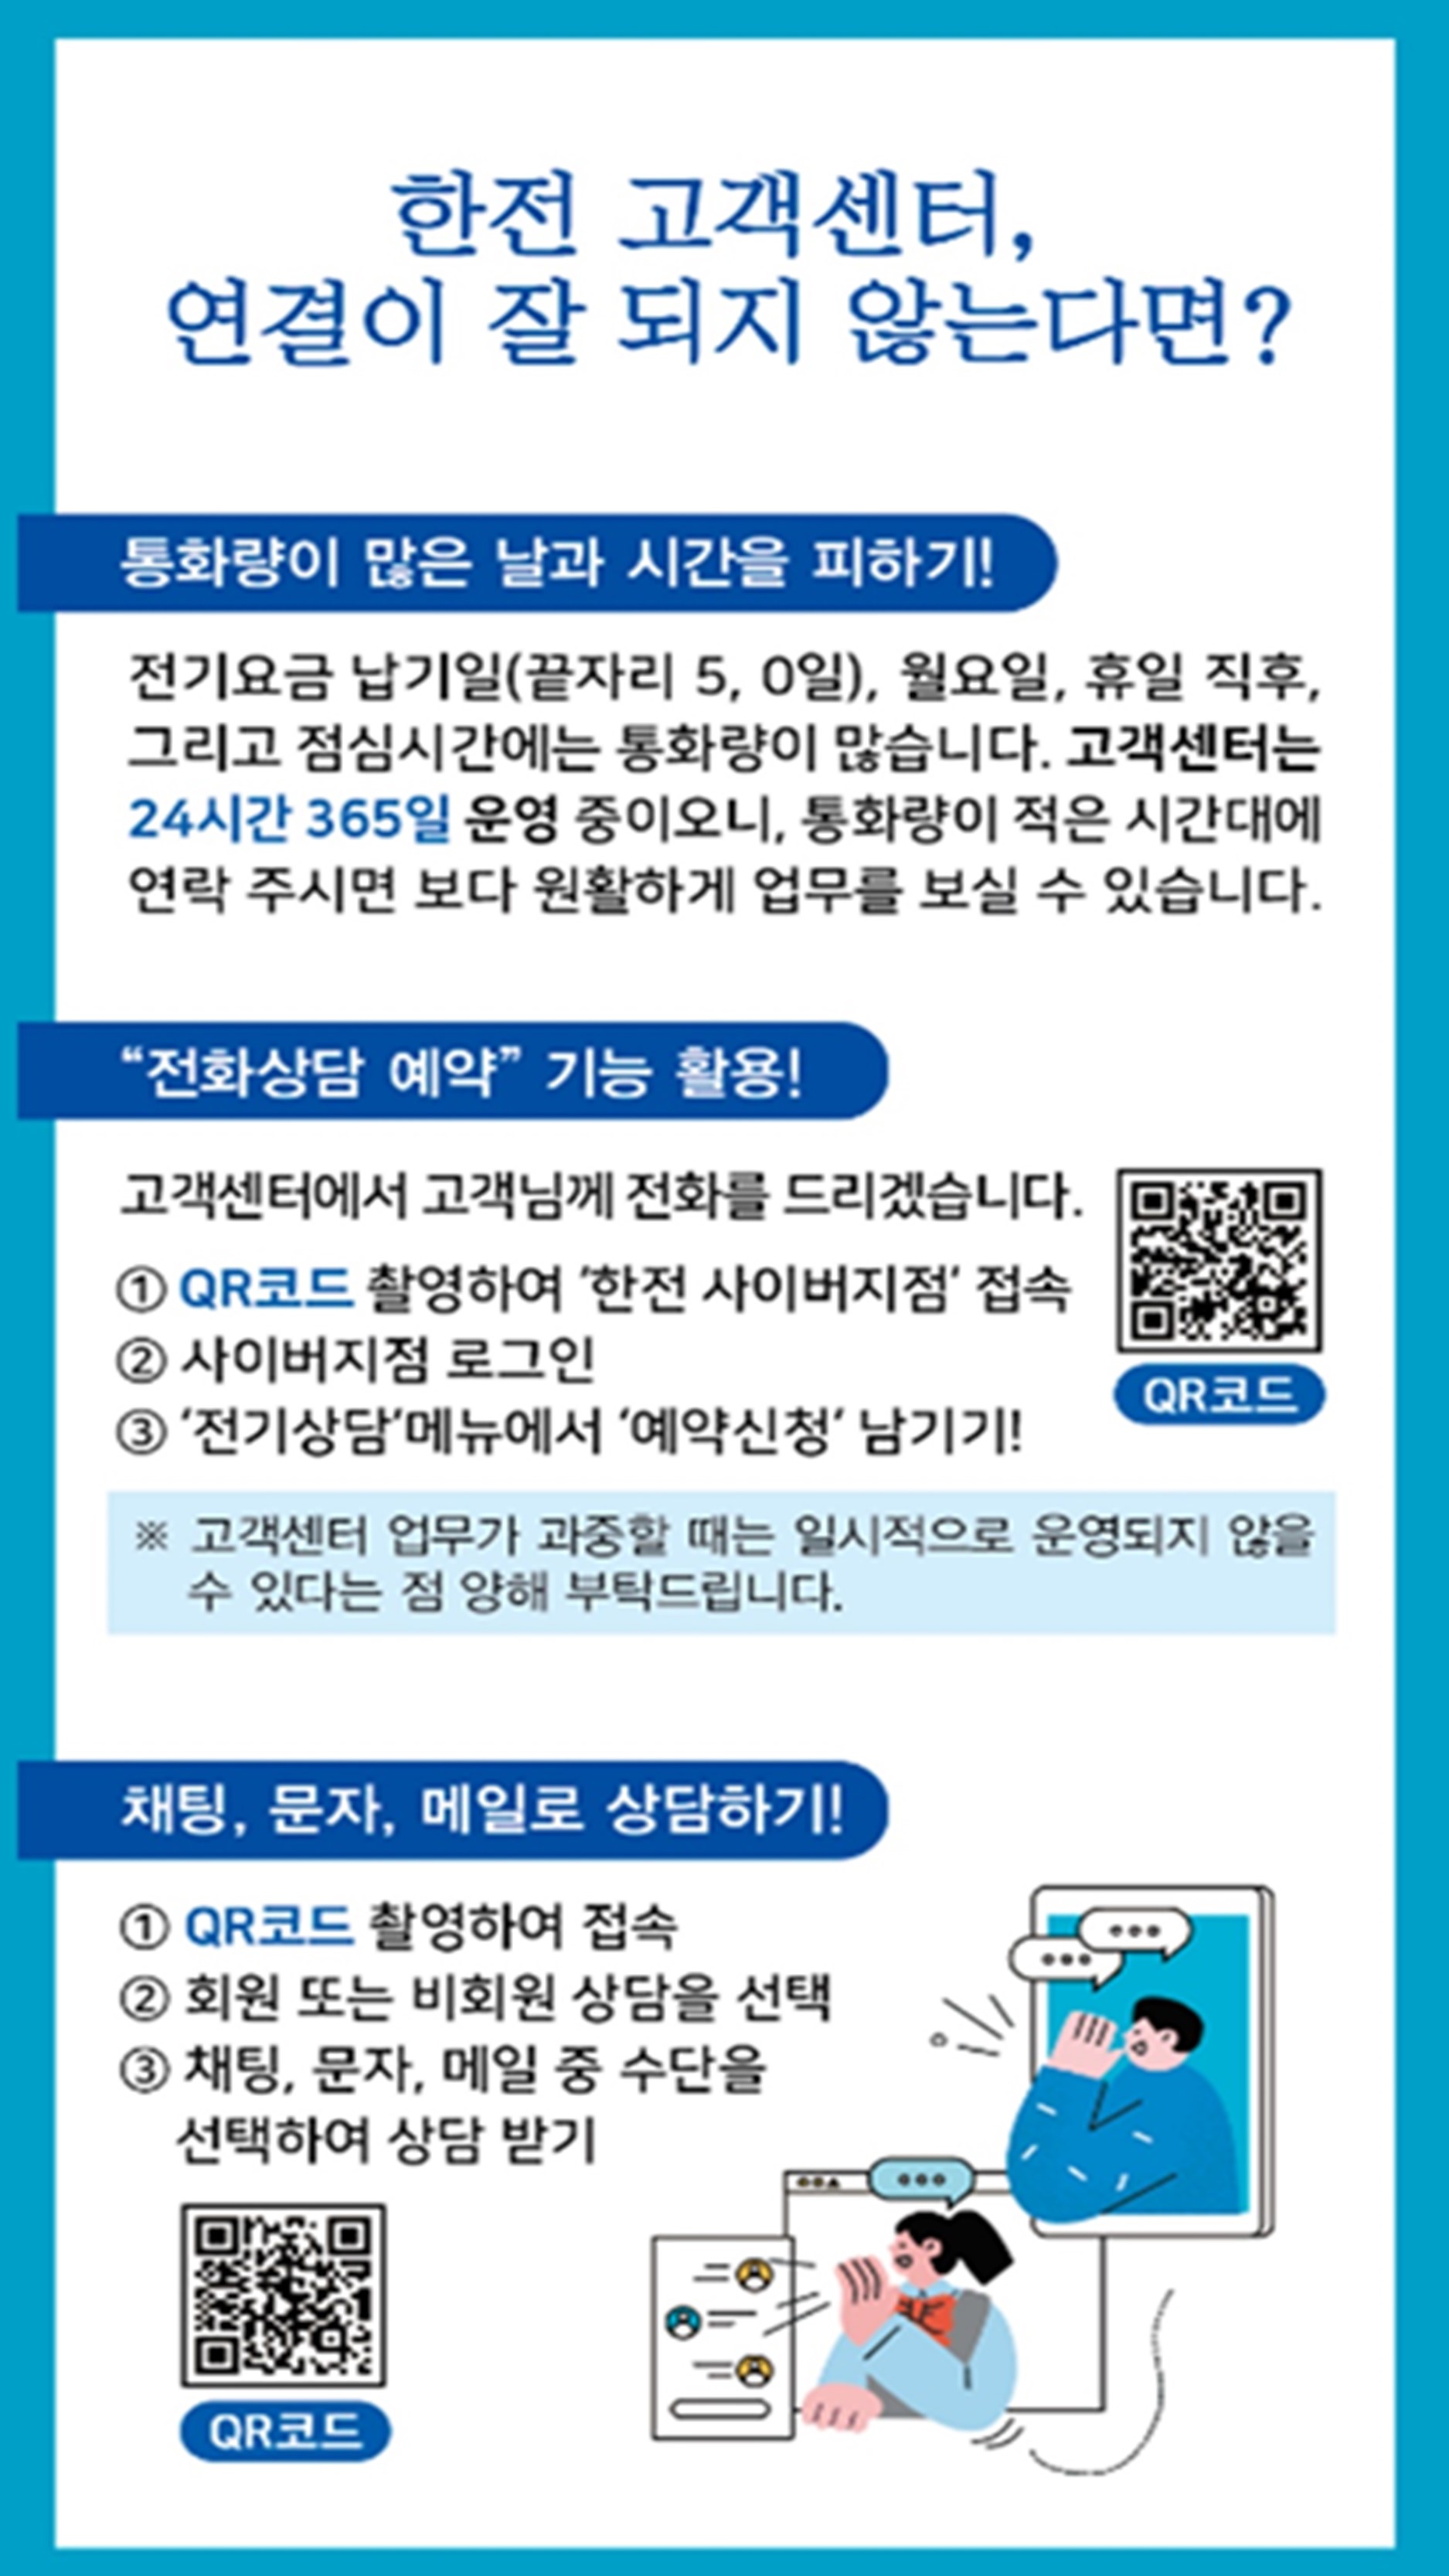 한전 고객센터,
연결이 잘 되지 않는다면?
통화량이 많은 날과 시간을 피하기!
전기요금 납기일(끝자리 5, 0일), 월요일, 휴일 직후,
그리고 점심시간에는 통화량이 많습니다. 고객센터는
24시간 365일 운영 중이오니, 통화량이 적은 시간대에
연락 주시면 보다 원활하게 업무를 보실 수 있습니다.
“전화상담 예약” 기능 활용!
고객센터에서 고객님께 전화를 드리겠습니다.
① QR코드 촬영하여 ‘한전 사이버지점’ 접속
② 사이버지점 로그인
③ ‘전기상담‘메뉴에서 ‘예약신청’ 남기기!
QR코드
※ 고객센터 업무가 과중할 때는 일시적으로 운영되지 않을
수 있다는 점 양해 부탁드립니다.
채팅, 문자, 메일로 상담하기!
① QR코드 촬영하여 접속
② 회원 또는 비회원 상담을 선택
③ 채팅, 문자, 메일 중 수단을
선택하여 상담 받기
QR코드